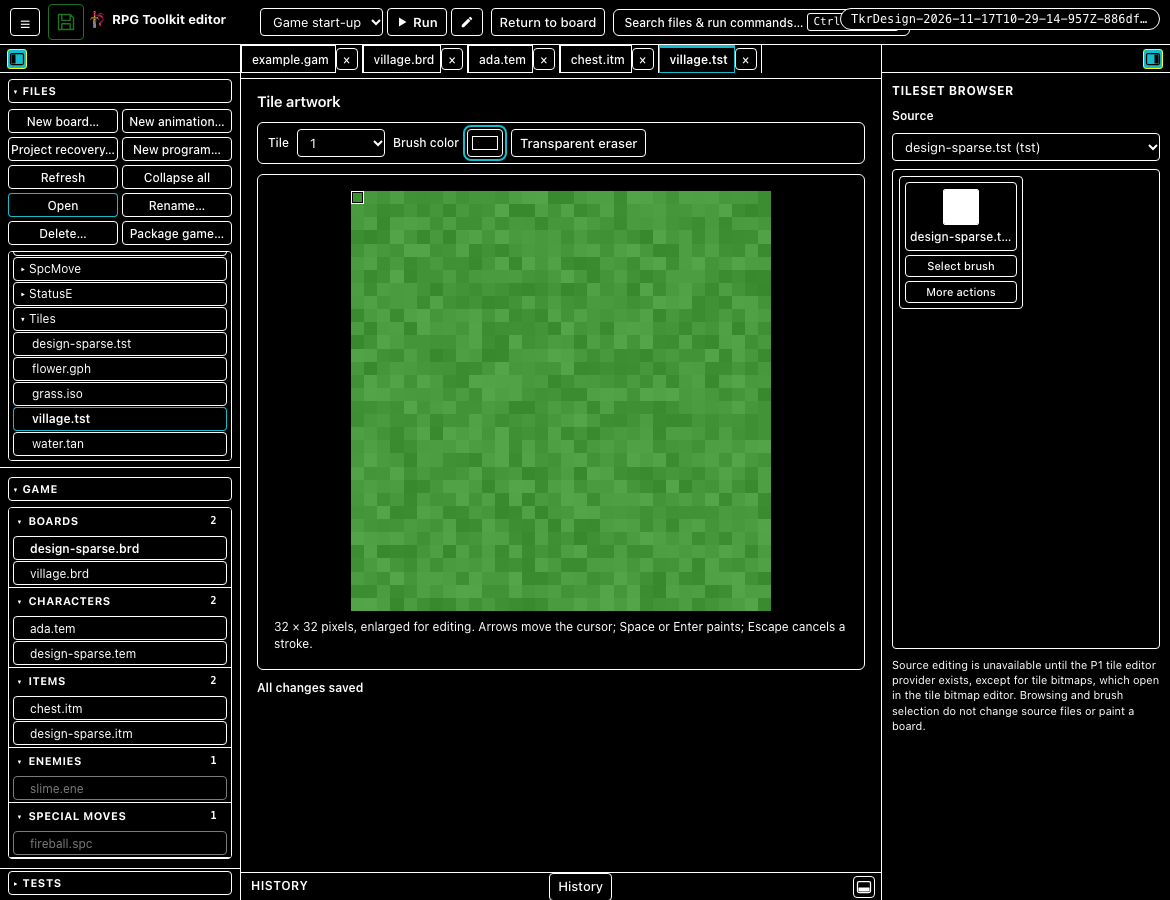 RPG Toolkit editor
Game start-up
Run
Return to board
Search files & run commands...
Ctrl
TkrDesign-2026-11-17T10-29-14-957Z-886df…
example.gam
×
village.brd
×
ada.tem
×
chest.itm
×
village.tst
×
FILES
New board...
New animation...
Project recovery...
New program...
Refresh
Collapse all
Open
Rename...
Delete...
Package game...
SpcMove
StatusE
Tiles
design-sparse.tst
flower.gph
grass.iso
village.tst
water.tan
GAME
BOARDS 2
design-sparse.brd
village.brd
CHARACTERS 2
ada.tem
design-sparse.tem
ITEMS 2
chest.itm
design-sparse.itm
ENEMIES 1
slime.ene
SPECIAL MOVES 1
fireball.spc
TESTS
Tile artwork
Tile
1
Brush color
Transparent eraser
32 × 32 pixels, enlarged for editing. Arrows move the cursor; Space or Enter paints; Escape cancels a
stroke.
All changes saved
HISTORY
History
TILESET BROWSER
Source
design-sparse.tst (tst)
design-sparse.t...
Select brush
More actions
Source editing is unavailable until the P1 tile editor
provider exists, except for tile bitmaps, which open
in the tile bitmap editor. Browsing and brush
selection do not change source files or paint a
board.